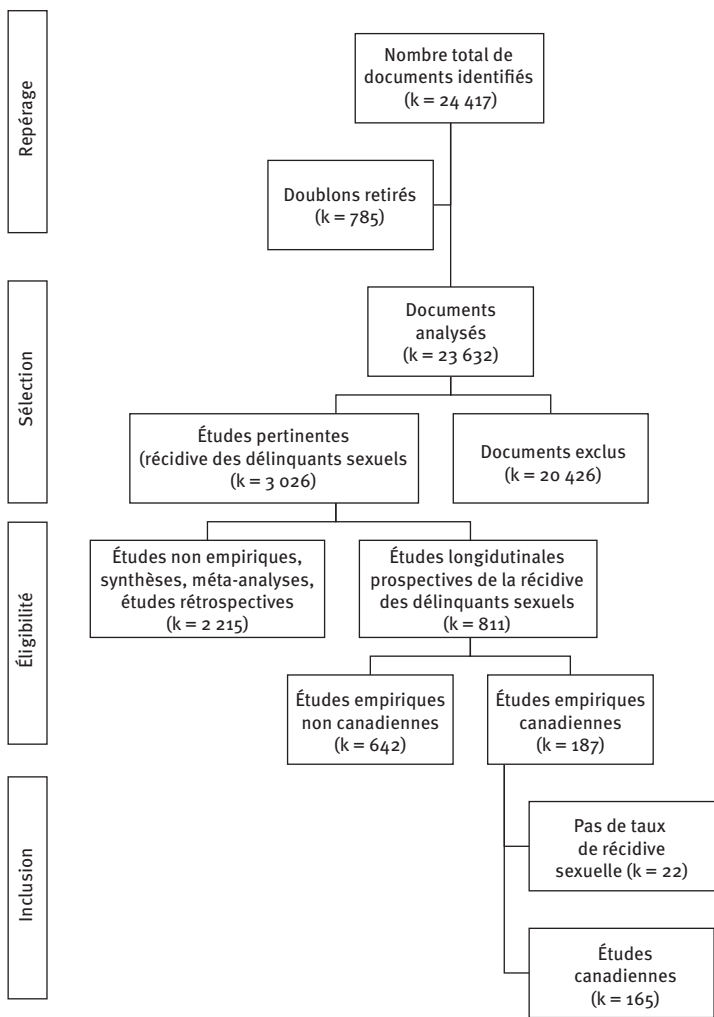 Repérage
Nombre total de
documents identifiés
(k = 24 417)
Doublons retirés
(k = 785)
Sélection
Documents
analysés
(k = 23 632)
Études pertinentes
(récidive des délinquants sexuels
(k = 3 026)
Documents exclus
(k = 20 426)
Éligibilité
Études non empiriques,
synthèses, méta-analyses,
études rétrospectives
(k = 2 215)
Études longidutinales
prospectives de la récidive
des délinquants sexuels
(k = 811)
Études empiriques
non canadiennes
(k = 642)
Études empiriques
canadiennes
(k = 187)
Inclusion
Pas de taux
de récidive
sexuelle (k = 22)
Études
canadiennes
(k = 165)